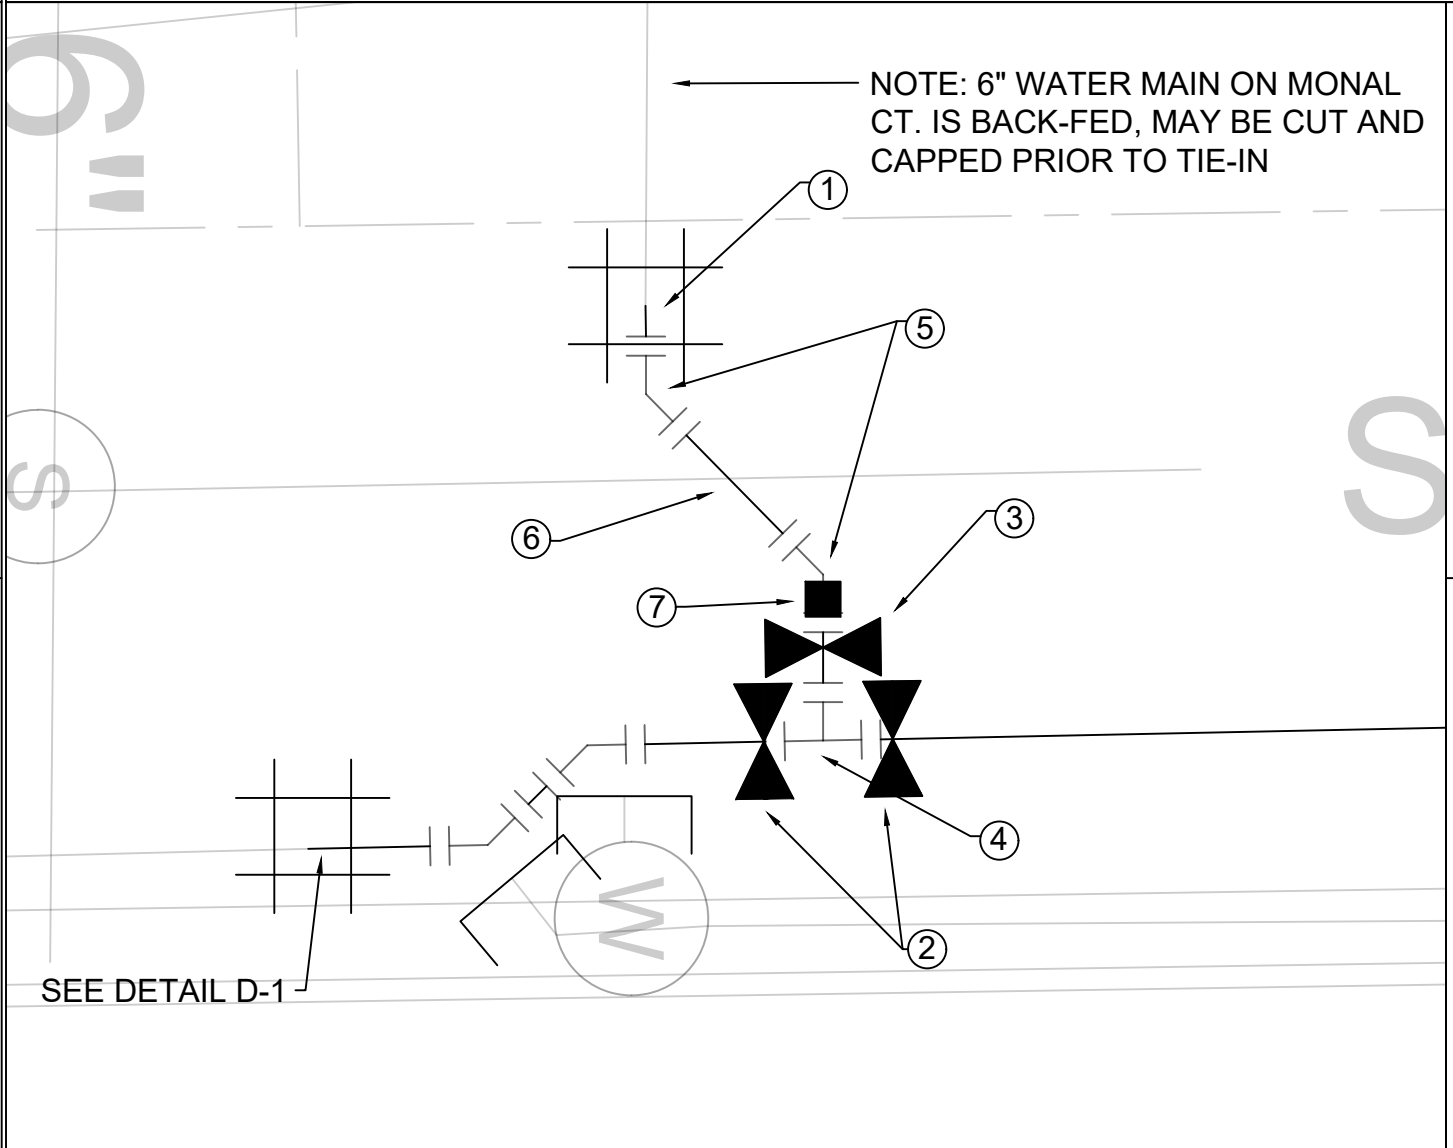 6"
NOTE: 6" WATER MAIN ON MONAL
CT. IS BACK-FED, MAY BE CUT AND
CAPPED PRIOR TO TIE-IN
1
5
S
S
3
6
7
4
W
2
SEE DETAIL D-1